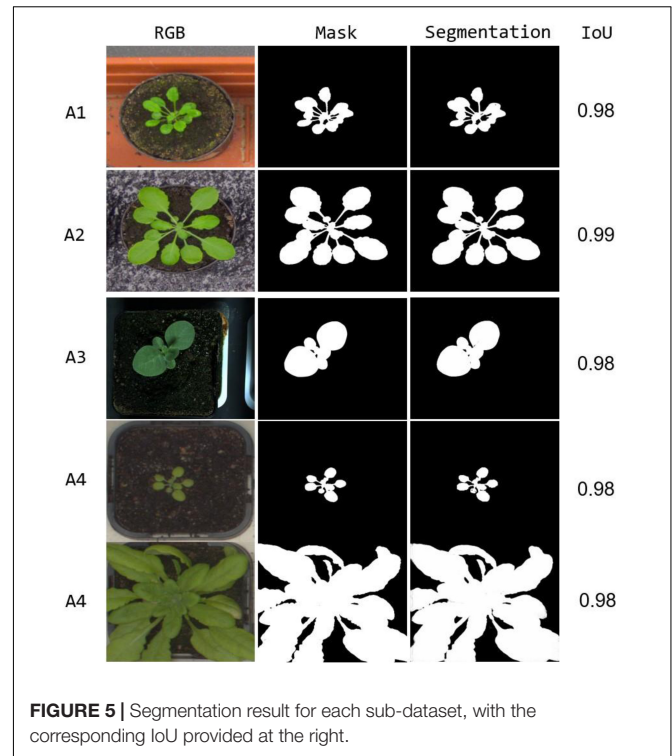 RGB Mask Segmentation IoU
A1 0.98
A2 0.99
A3 0.98
A4 0.98
A4 0.98
FIGURE 5 | Segmentation result for each sub-dataset, with the
corresponding IoU provided at the right.